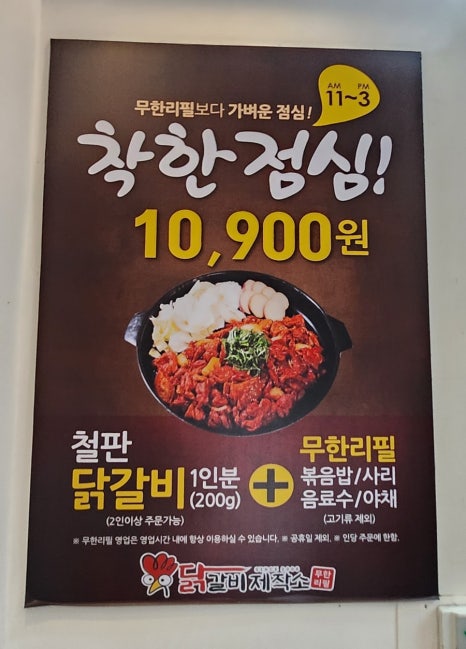 AM PM
11~3
무한리필보다 가벼운 점심!
착한점심!
10,900원
철판
닭갈비 1인분
(200g)
(2인이상 주문가능)
+
무한리필
볶음밥/사리
음료수/야채
(고기류 제외)
※ 무한리필 영업은 영업시간 내에 항상 이용하실 수 있습니다. ※ 공휴일 제외. ※ 인당 주문에 한함.
닭갈비제작소 무한리필